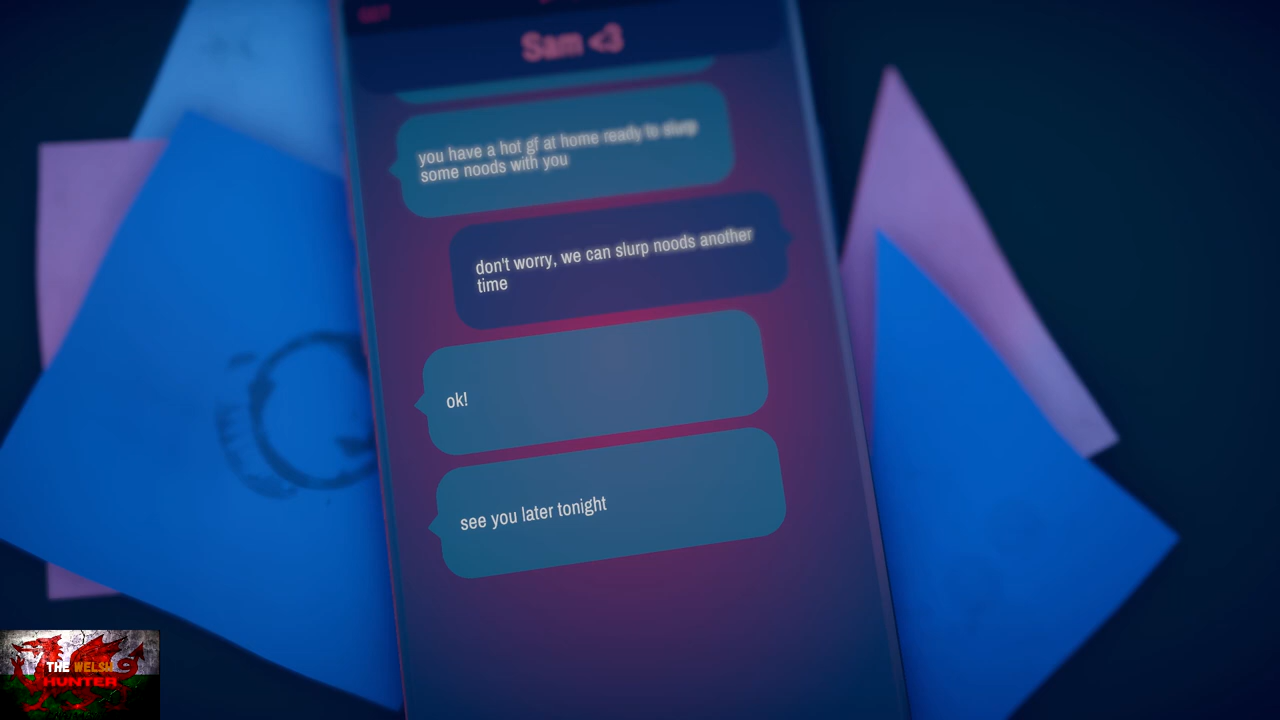 Sam <3
you have a hot gf at home ready to slurp
some noods with you
don't worry, we can slurp noods another
time
ok!
see you later tonight
THE WELSH
HUNTER